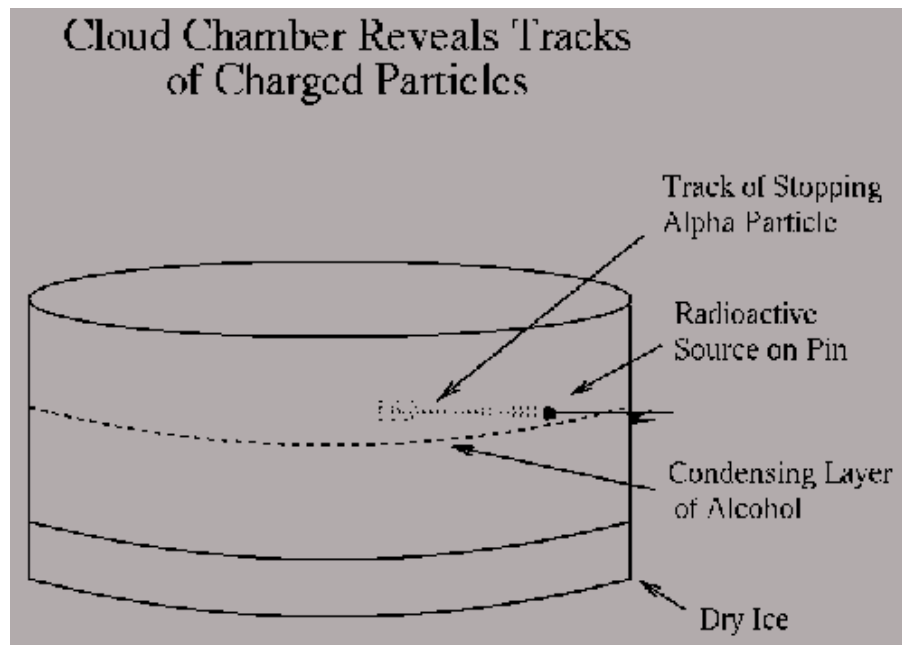 Cloud Chamber Reveals Tracks
of Charged Particles
Track of Stopping
Alpha Particle
Radioactive
Source on Pin
Condensing Layer
of Alcohol
Dry Ice